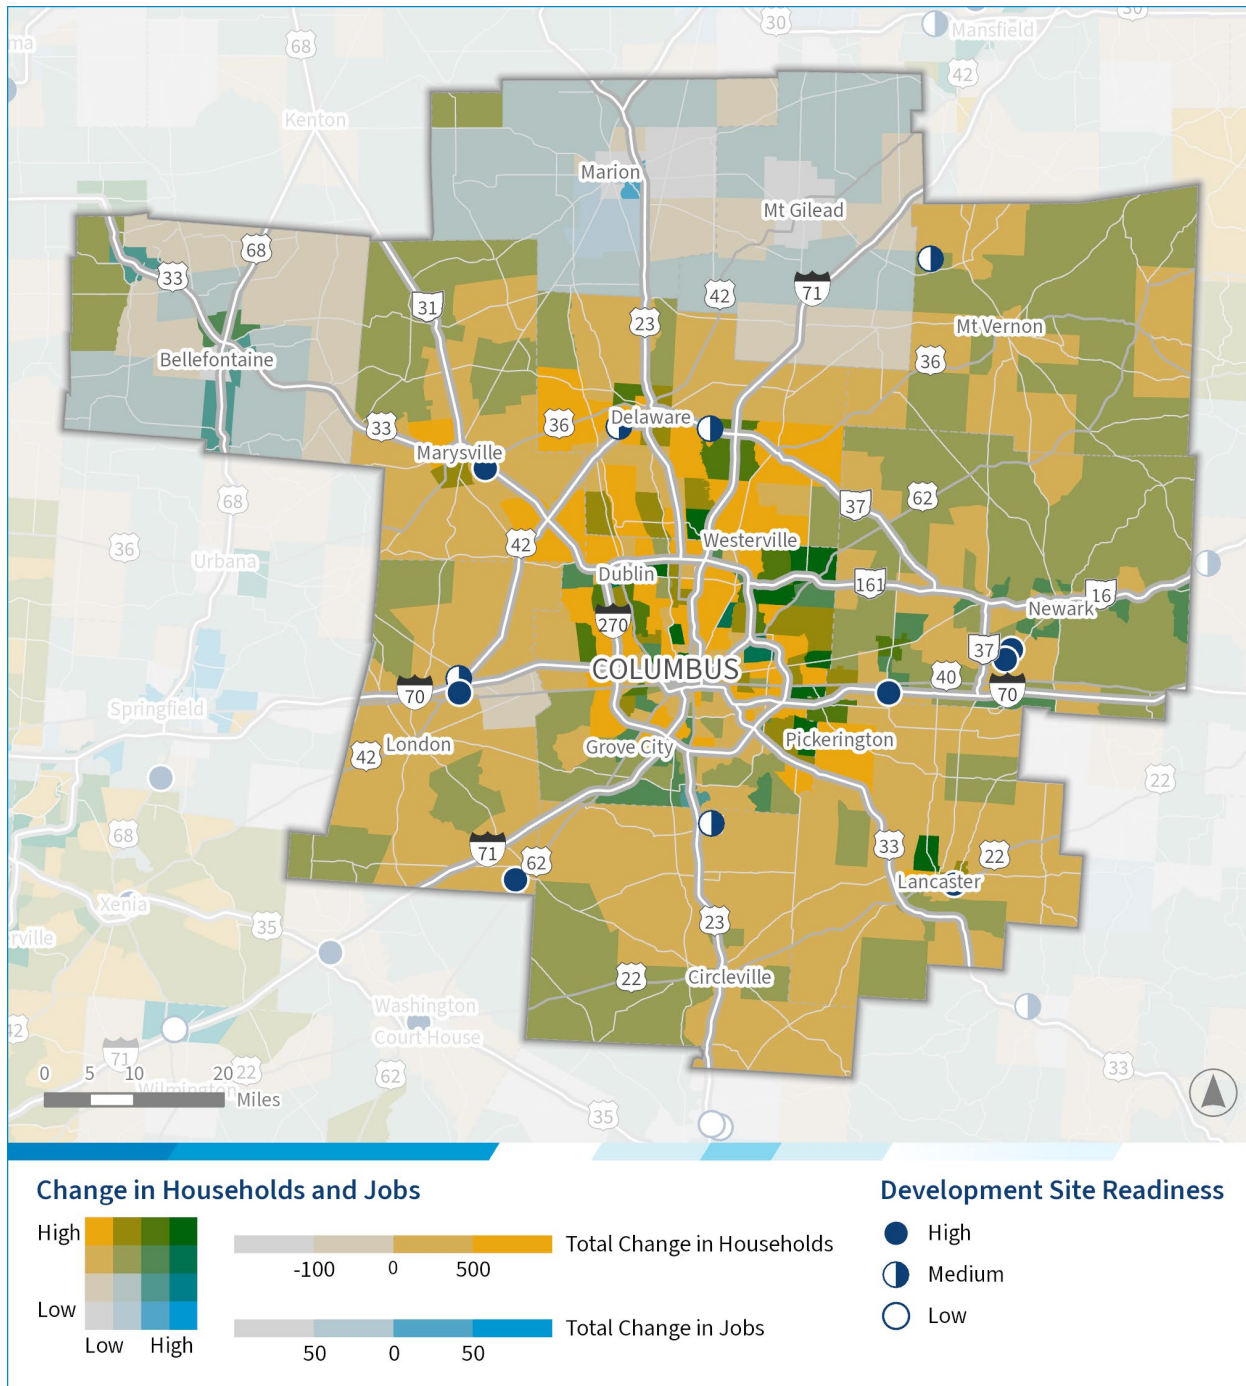 30
30
ma
68
Mansfield
42
Kenton
Marion
Mt Gilead
68
33
42
71
31
23
Mt Vernon
Bellefontaine
36
33
36
Delaware
Marysville
68
37
62
36
42
Westerville
Urbana
Dublin
161
16
Newark
270
37
COLUMBUS
40
70
70
Springfield
London
Grove City
Pickerington
42
22
68
71
62
33
22
Lancaster
Xenia
35
23
erville
22
Circleville
Washington
Court House
42
71
22
62
33
Wilmington
35
0 5 10 20
Miles
Change in Households and Jobs
High
Low
Low High
Total Change in Households
-100 0 500
Total Change in Jobs
50 0 50
Development Site Readiness
High
Medium
Low